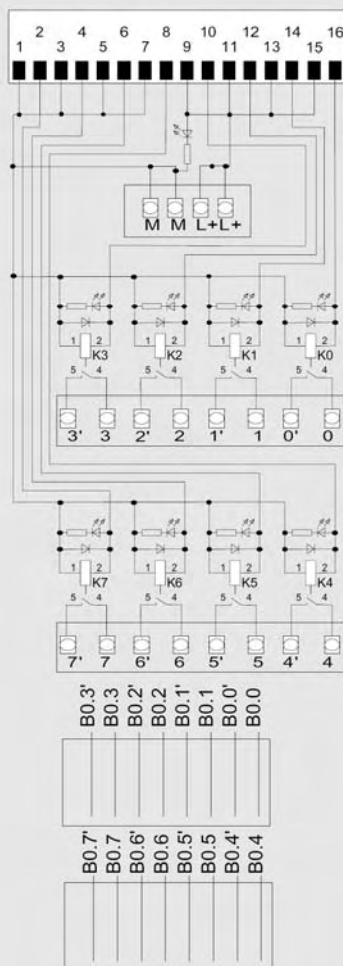 2 4 6 8 10 12 14 16
1 3 5 7 9 11 13 15
M M L+ L+
1 2 K3 1 2 K2 1 2 K1 1 2 K0
5 4 5 4 5 4 5 4
3' 3 2' 2 1' 1 0' 0
1 2 K7 1 2 K6 1 2 K5 1 2 K4
5 4 5 4 5 4 5 4
7' 7 6' 6 5' 5 4' 4
B0.3' B0.3 B0.2' B0.2 B0.1' B0.1 B0.0' B0.0
B0.7' B0.7 B0.6' B0.6 B0.5' B0.5 B0.4' B0.4